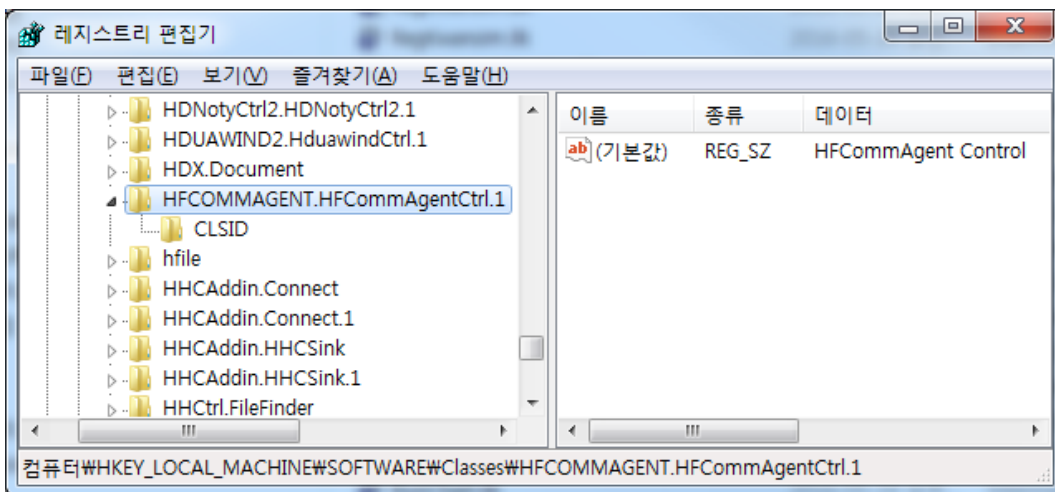 레지스트리 편집기
파일(F) 편집(E) 보기(V) 즐겨찾기(A) 도움말(H)
HDNotyCtrl2.HDNotyCtrl2.1
HDUAWIND2.HduawindCtrl.1
HDX.Document
HFCOMMAGENT.HFCommAgentCtrl.1
CLSID
hfile
HHCAddin.Connect
HHCAddin.Connect.1
HHCAddin.HHCSink
HHCAddin.HHCSink.1
HHCtrl.FileFinder
이름 종류 데이터
ab (기본값) REG_SZ HFCommAgent Control
컴퓨터₩HKEY_LOCAL_MACHINE₩SOFTWARE₩Classes₩HFCOMMAGENT.HFCommAgentCtrl.1